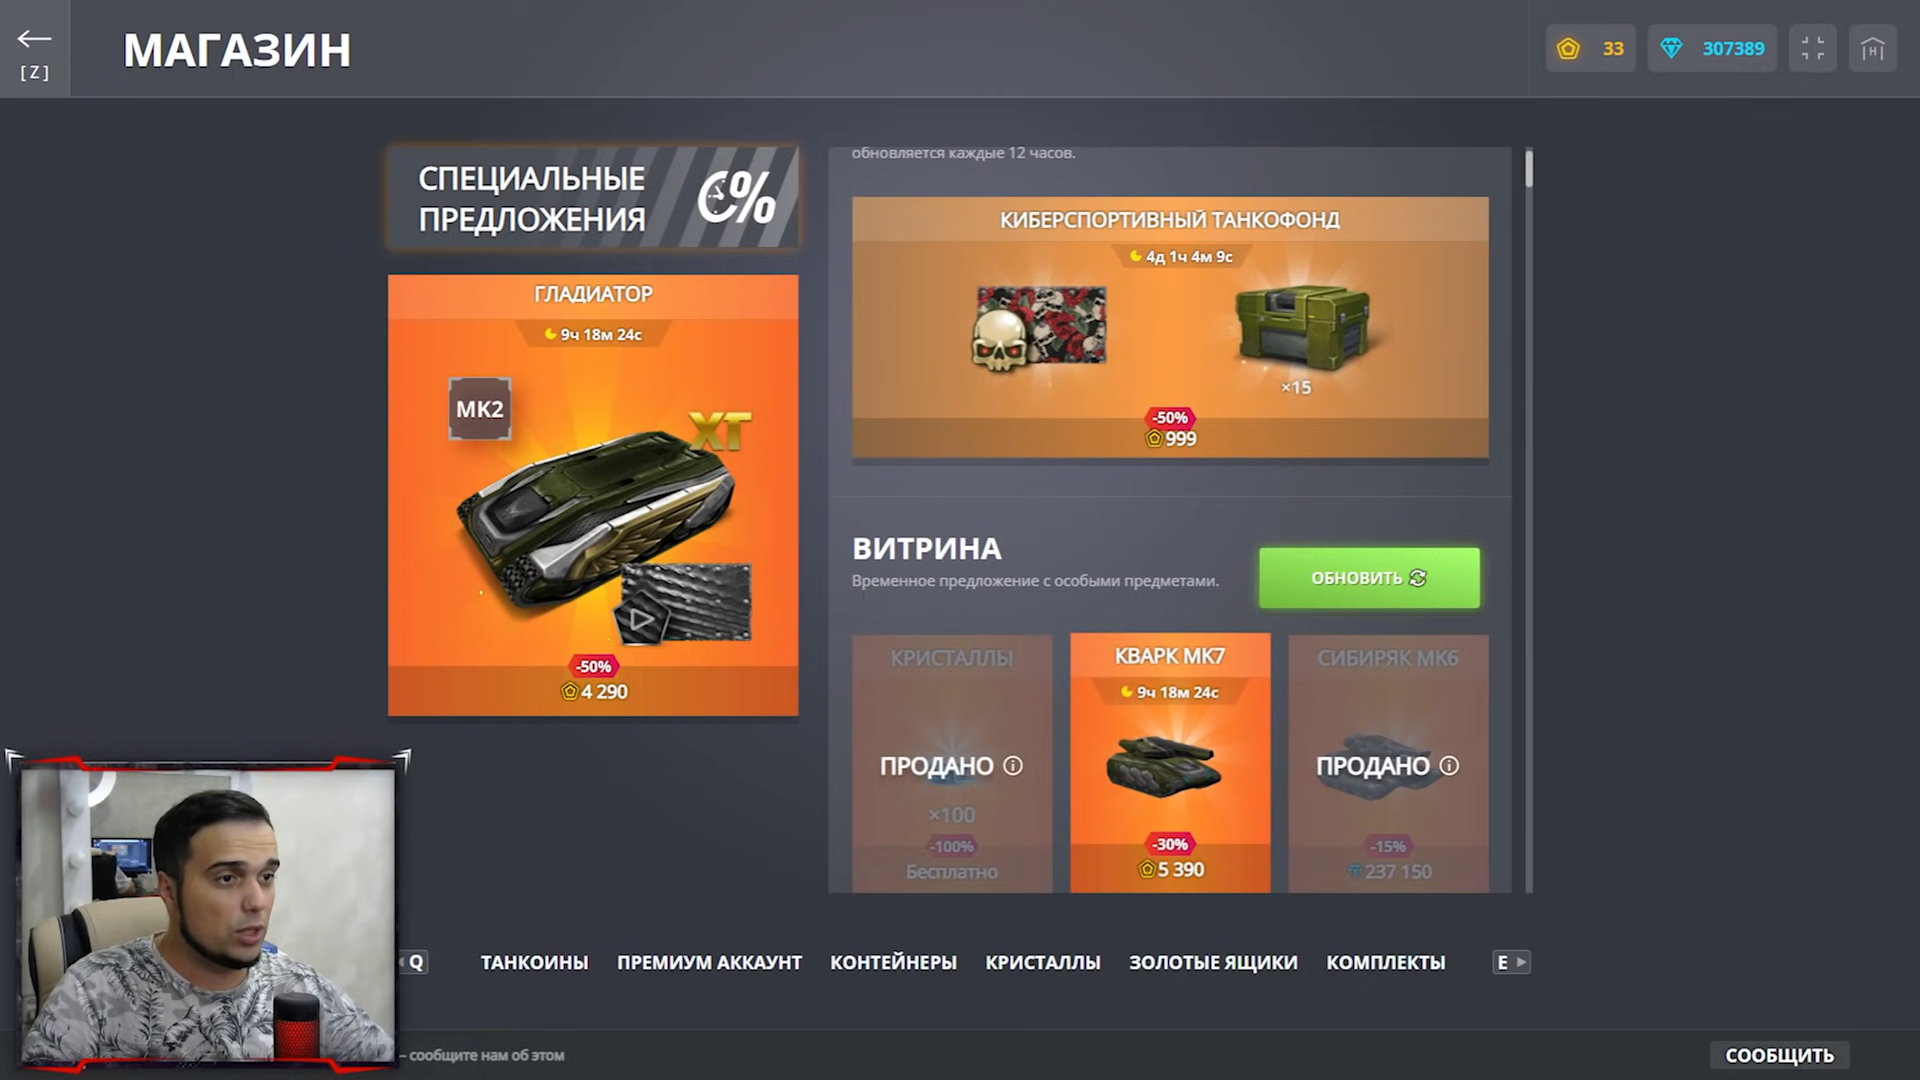 [Z]
МАГАЗИН
33
307389
СПЕЦИАЛЬНЫЕ
ПРЕДЛОЖЕНИЯ
%
ГЛАДИАТОР
9ч 18м 24с
MK2
XT
-50%
4 290
обновляется каждые 12 часов.
КИБЕРСПОРТИВНЫЙ ТАНКОФОНД
4д 1ч 4м 9с
×15
-50%
999
ВИТРИНА
Временное предложение с особыми предметами.
ОБНОВИТЬ
КРИСТАЛЛЫ
ПРОДАНО
×100
-100%
Бесплатно
КВАРК МК7
9ч 18м 24с
-30%
5 390
СИБИРЯК МК6
ПРОДАНО
-15%
237 150
Q
ТАНКОИНЫ
ПРЕМИУМ АККАУНТ
КОНТЕЙНЕРЫ
КРИСТАЛЛЫ
ЗОЛОТЫЕ ЯЩИКИ
КОМПЛЕКТЫ
E
– сообщите нам об этом
СООБЩИТЬ